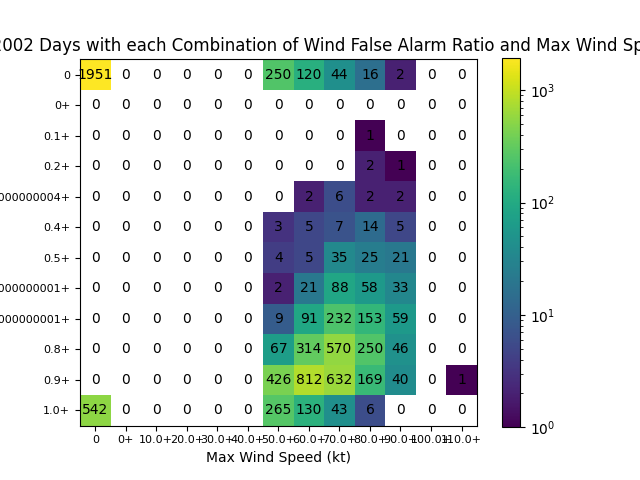 2002 Days with each Combination of Wind False Alarm Ratio and Max Wind Sp
0 1951 0 0 0 0 0 250 120 44 16 2 0 0
0+ 0 0 0 0 0 0 0 0 0 0 0 0 0
0.1+ 0 0 0 0 0 0 0 0 0 1 0 0 0
0.2+ 0 0 0 0 0 0 0 0 0 2 1 0 0
000000004+ 0 0 0 0 0 0 0 2 6 2 2 0 0
0.4+ 0 0 0 0 0 0 3 5 7 14 5 0 0
0.5+ 0 0 0 0 0 0 4 5 35 25 21 0 0
000000001+ 0 0 0 0 0 0 2 21 88 58 33 0 0
000000001+ 0 0 0 0 0 0 9 91 232 153 59 0 0
0.8+ 0 0 0 0 0 0 67 314 570 250 46 0 0
0.9+ 0 0 0 0 0 0 426 812 632 169 40 0 1
1.0+ 542 0 0 0 0 0 265 130 43 6 0 0 0
0 0+ 10.0+ 20.0+ 30.0+ 40.0+ 50.0+ 60.0+ 70.0+ 80.0+ 90.0+ 100.0+ 110.0+
Max Wind Speed (kt)
10³
10²
10¹
10⁰